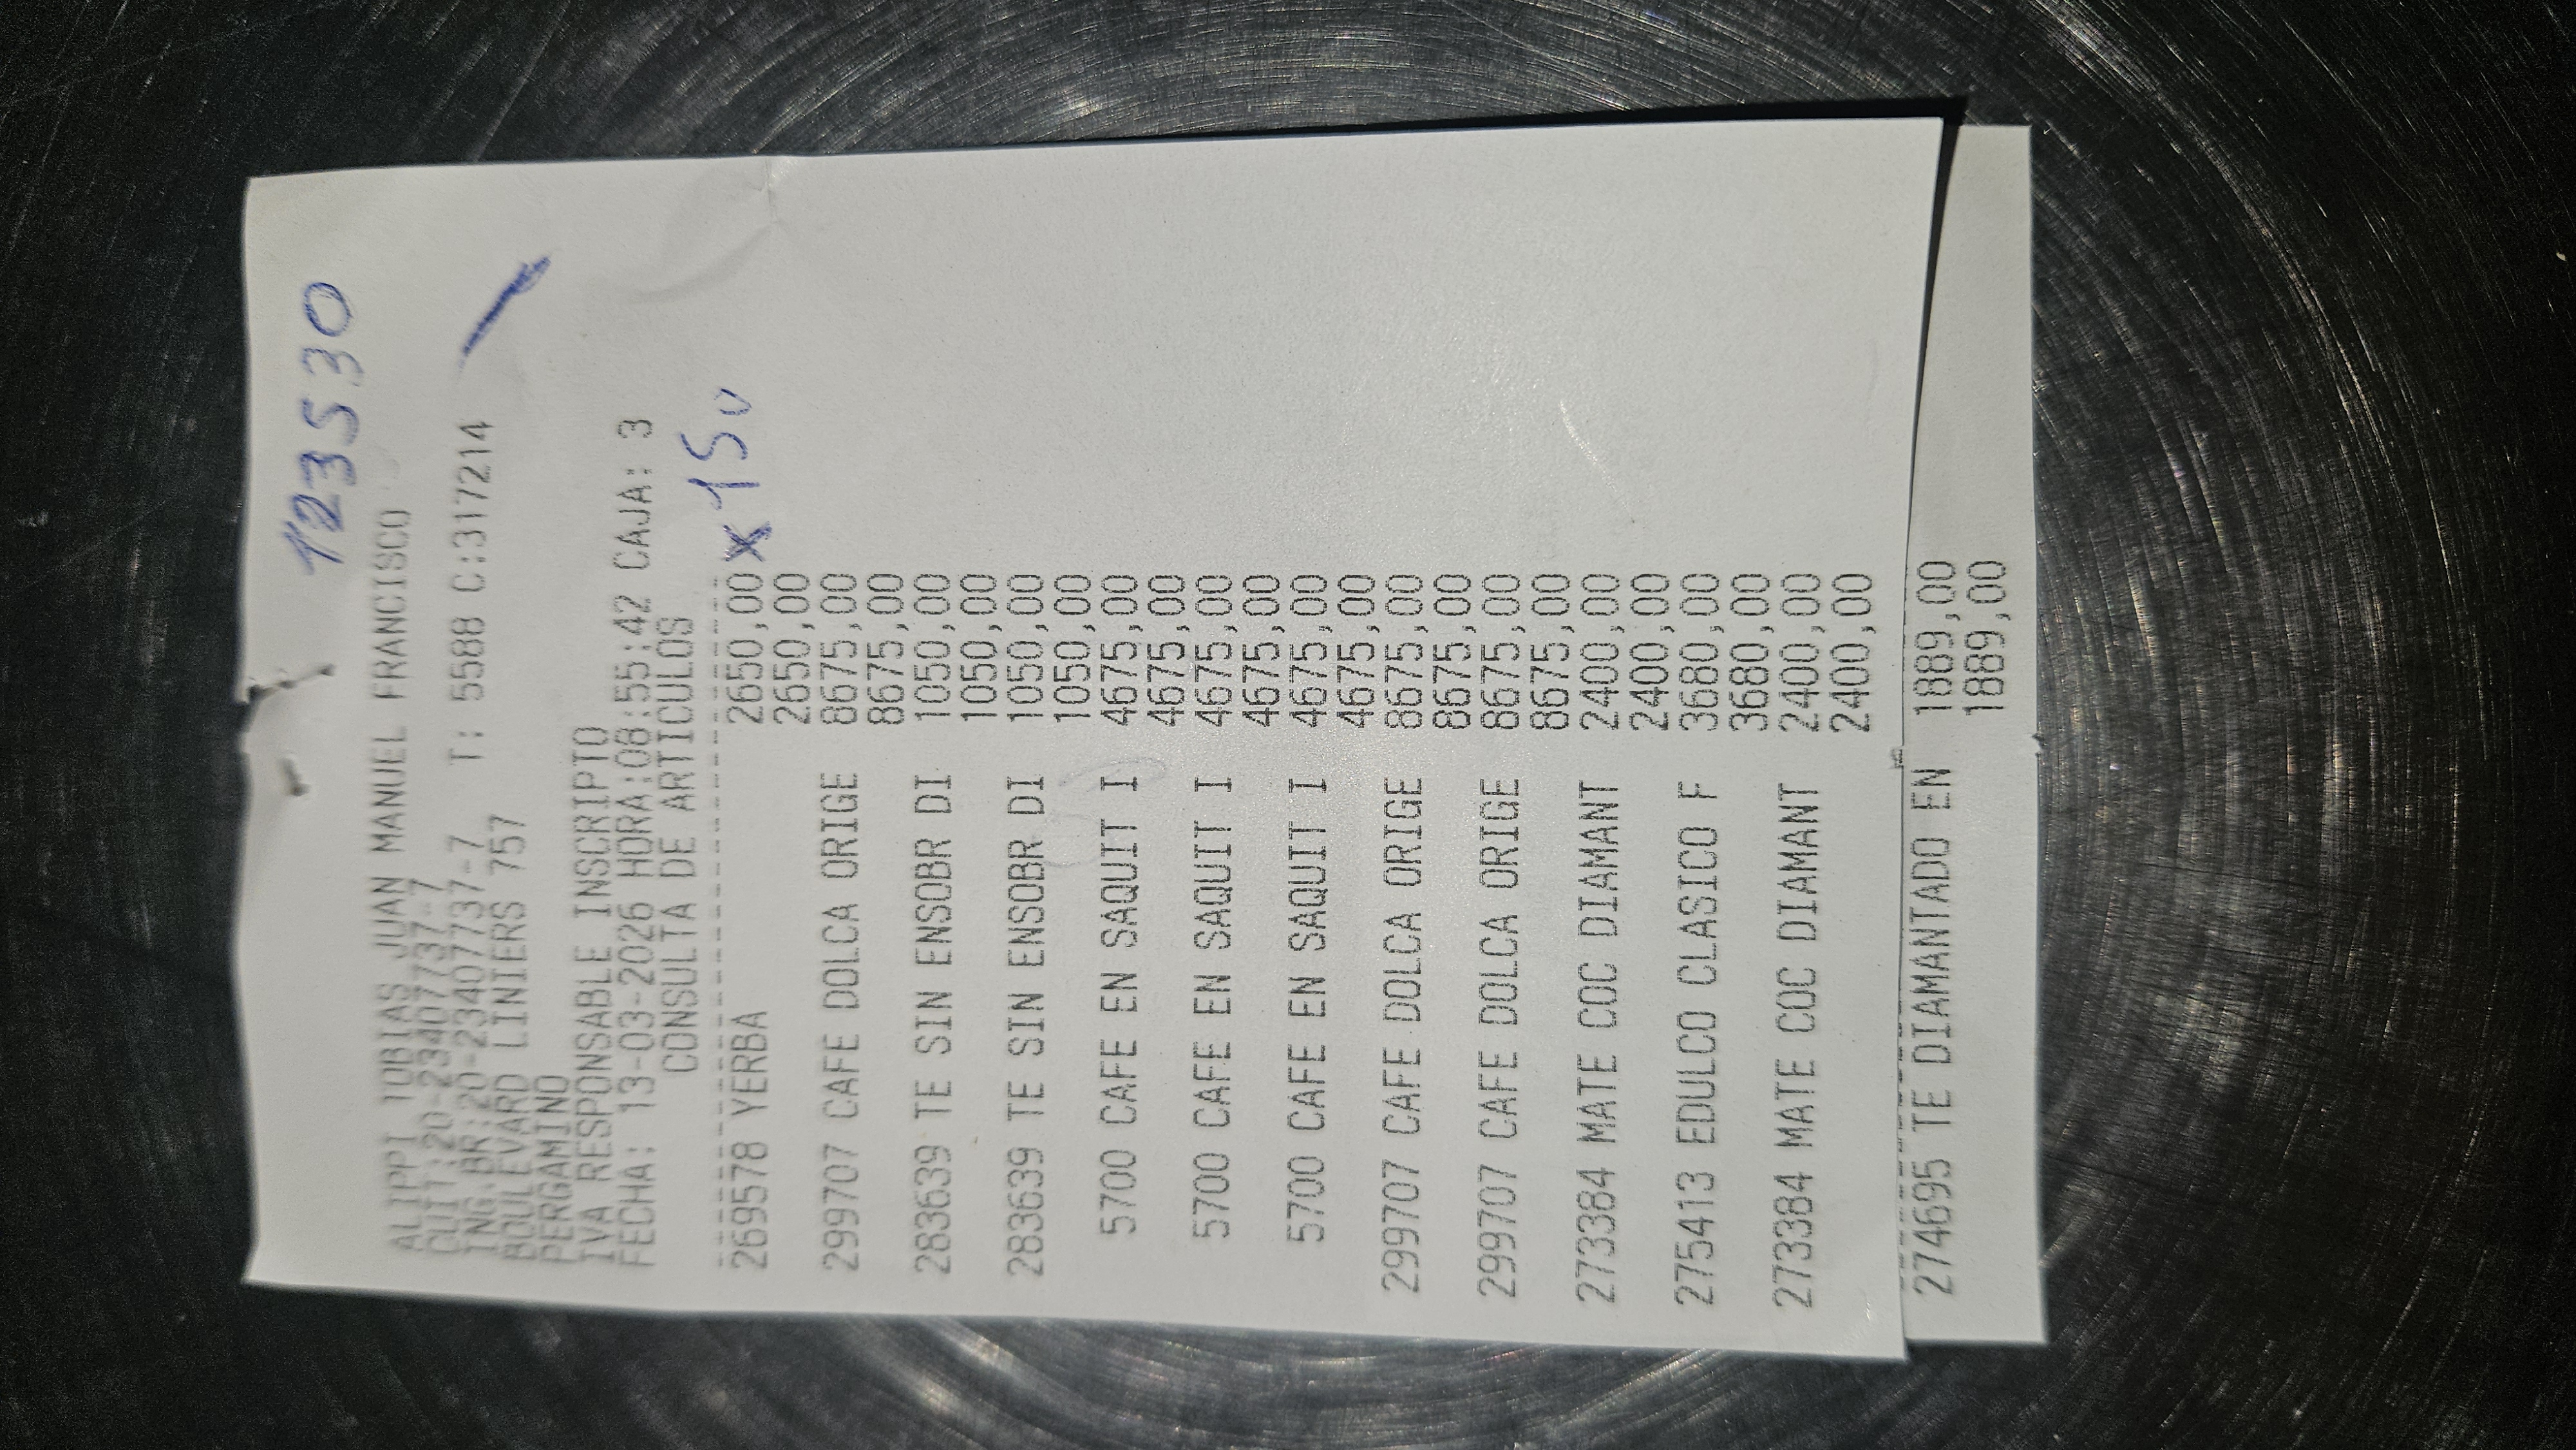 123530
ALIPPI TOBIAS JUAN MANUEL FRANCISCO
CUIT:20-23407737-7
ING.BR:20-23407737-7 T: 5588 C:317214
BOULEVARD LINIERS 757
PERGAMINO
IVA RESPONSABLE INSCRIPTO
FECHA: 13-03-2026 HORA:08:55:42 CAJA: 3
CONSULTA DE ARTICULOS
269578 YERBA 2650,00 x 15u
2650,00
299707 CAFE DOLCA ORIGE 8675,00
8675,00
283639 TE SIN ENSOBR DI 1050,00
1050,00
283639 TE SIN ENSOBR DI 1050,00
1050,00
5700 CAFE EN SAQUIT I 4675,00
4675,00
5700 CAFE EN SAQUIT I 4675,00
4675,00
5700 CAFE EN SAQUIT I 4675,00
4675,00
299707 CAFE DOLCA ORIGE 8675,00
8675,00
299707 CAFE DOLCA ORIGE 8675,00
8675,00
273384 MATE COC DIAMANT 2400,00
2400,00
275413 EDULCO CLASICO F 3680,00
3680,00
273384 MATE COC DIAMANT 2400,00
2400,00
274695 TE DIAMANTADO EN 1889,00
1889,00